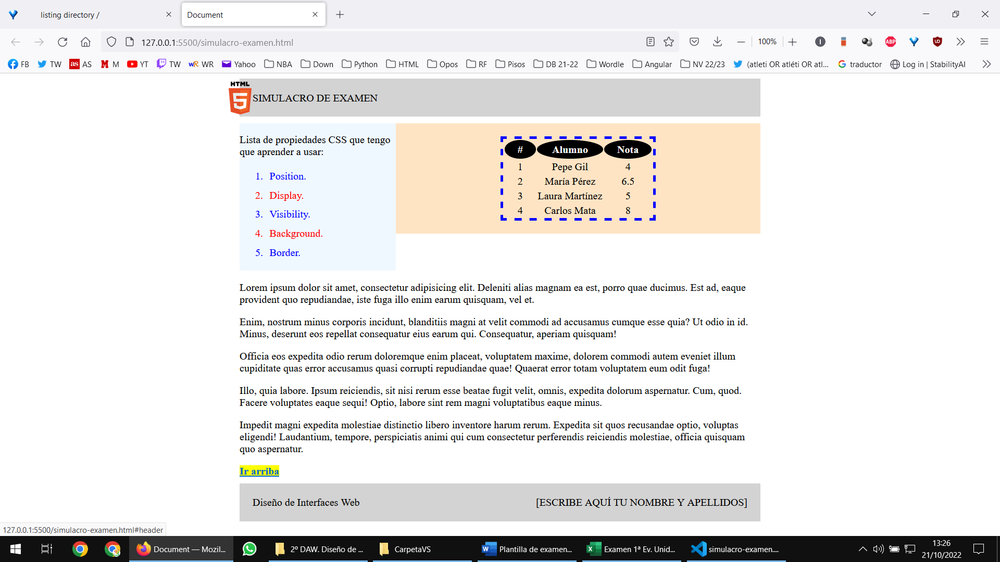 listing directory /
Document
127.0.0.1:5500/simulacro-examen.html
100%
I
ABP
FB
TW
as AS
M
YT
TW
WR
Yahoo
NBA
Down
Python
HTML
Opos
RF
Pisos
DB 21-22
Wordle
Angular
NV 22/23
(atleti OR atléti OR atl...
traductor
Log in | StabilityAI
HTML
5
SIMULACRO DE EXAMEN
Lista de propiedades CSS que tengo
que aprender a usar:
1. Position.
2. Display.
3. Visibility.
4. Background.
5. Border.
# Alumno Nota
1 Pepe Gil 4
2 María Pérez 6.5
3 Laura Martínez 5
4 Carlos Mata 8
Lorem ipsum dolor sit amet, consectetur adipisicing elit. Deleniti alias magnam ea est, porro quae ducimus. Est ad, eaque
provident quo repudiandae, iste fuga illo enim earum quisquam, vel et.
Enim, nostrum minus corporis incidunt, blanditiis magni at velit commodi ad accusamus cumque esse quia? Ut odio in id.
Minus, deserunt eos repellat consequatur eius earum qui. Consequatur, aperiam quisquam!
Officia eos expedita odio rerum doloremque enim placeat, voluptatem maxime, dolorem commodi autem eveniet illum
cupiditate quas error accusamus quasi corrupti repudiandae quae! Quaerat error totam voluptatem eum odit fuga!
Illo, quia labore. Ipsum reiciendis, sit nisi rerum esse beatae fugit velit, omnis, expedita dolorum aspernatur. Cum, quod.
Facere voluptates eaque sequi! Optio, labore sint rem magni voluptatibus eaque minus.
Impedit magni expedita molestiae distinctio libero inventore harum rerum. Expedita sit quos recusandae optio, voluptas
eligendi! Laudantium, tempore, perspiciatis animi qui cum consectetur perferendis reiciendis molestiae, officia quisquam
quo aspernatur.
Ir arriba
Diseño de Interfaces Web
[ESCRIBE AQUÍ TU NOMBRE Y APELLIDOS]
127.0.0.1:5500/simulacro-examen.html#header
Document — Mozil...
2º DAW. Diseño de ...
CarpetaVS
Plantilla de examen...
Examen 1ª Ev. Unid...
simulacro-examen....
13:26
21/10/2022